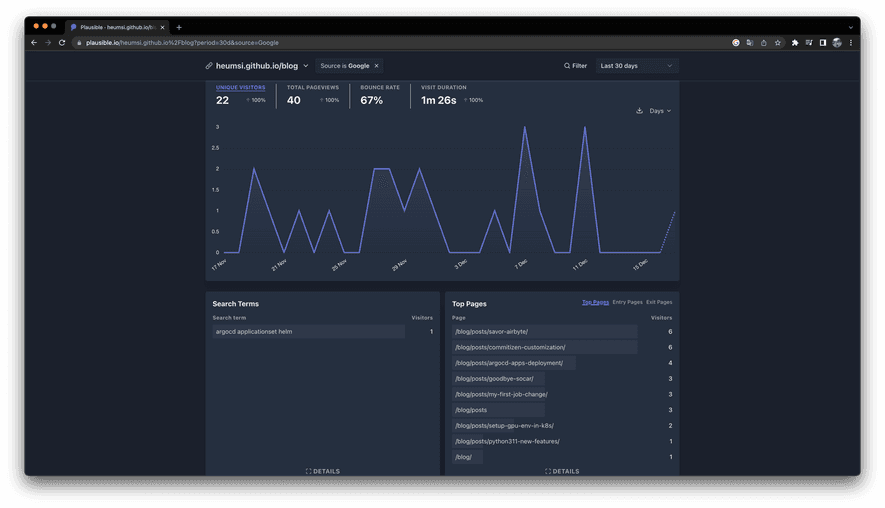 Plausible · heumsi.github.io/bl
plausible.io/heumsi.github.io%2Fblog?period=30d&source=Google
heumsi.github.io/blog
Source is Google
Filter
Last 30 days
UNIQUE VISITORS TOTAL PAGEVIEWS BOUNCE RATE VISIT DURATION
22 ↑ 100% 40 ↑ 100% 67% 1m 26s ↑ 100%
Days
3
2.5
2
1.5
1
0.5
0
17 Nov 21 Nov 25 Nov 29 Nov 3 Dec 7 Dec 11 Dec 15 Dec
Search Terms
Search term Visitors
argocd applicationset helm 1
DETAILS
Top Pages Top Pages Entry Pages Exit Pages
Page Visitors
/blog/posts/savor-airbyte/ 6
/blog/posts/commitizen-customization/ 6
/blog/posts/argocd-apps-deployment/ 4
/blog/posts/goodbye-socar/ 3
/blog/posts/my-first-job-change/ 3
/blog/posts 3
/blog/posts/setup-gpu-env-in-k8s/ 2
/blog/posts/python311-new-features/ 1
/blog/ 1
DETAILS